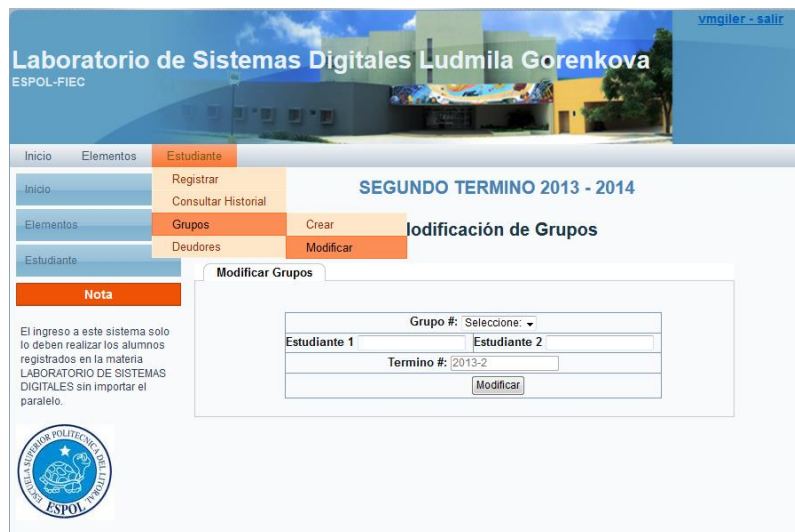 vmgiler - salir
Laboratorio de Sistemas Digitales Ludmila Gorenkova
ESPOL-FIEC
Inicio Elementos Estudiante
Registrar
Consultar Historial
Grupos
Deudores
Crear
Modificar
Inicio
Elementos
Estudiante
Nota
El ingreso a este sistema solo
lo deben realizar los alumnos
registrados en la materia
LABORATORIO DE SISTEMAS
DIGITALES sin importar el
paralelo.
ESCUELA SUPERIOR POLITECNICA DEL LITORAL
ESPOL
SEGUNDO TERMINO 2013 - 2014
odificación de Grupos
Modificar Grupos
Grupo #: Seleccione:
Estudiante 1 Estudiante 2
Termino #: 2013-2
Modificar